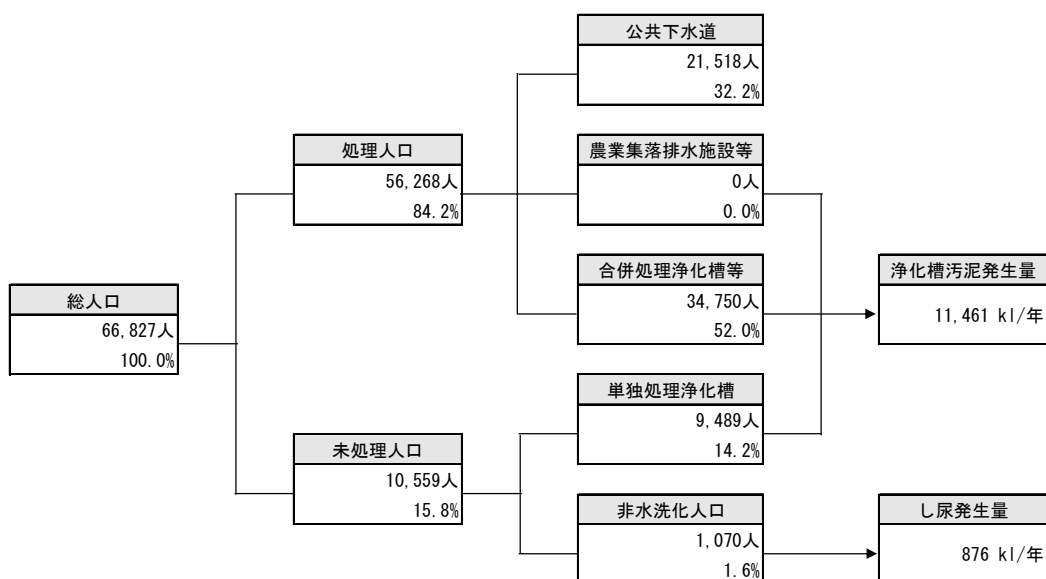 公共下水道
21,518人
32.2%
処理人口
56,268人
84.2%
農業集落排水施設等
0人
0.0%
合併処理浄化槽等
34,750人
52.0%
浄化槽汚泥発生量
11,461 kl/年
総人口
66,827人
100.0%
単独処理浄化槽
9,489人
14.2%
未処理人口
10,559人
15.8%
非水洗化人口
1,070人
1.6%
し尿発生量
876 kl/年